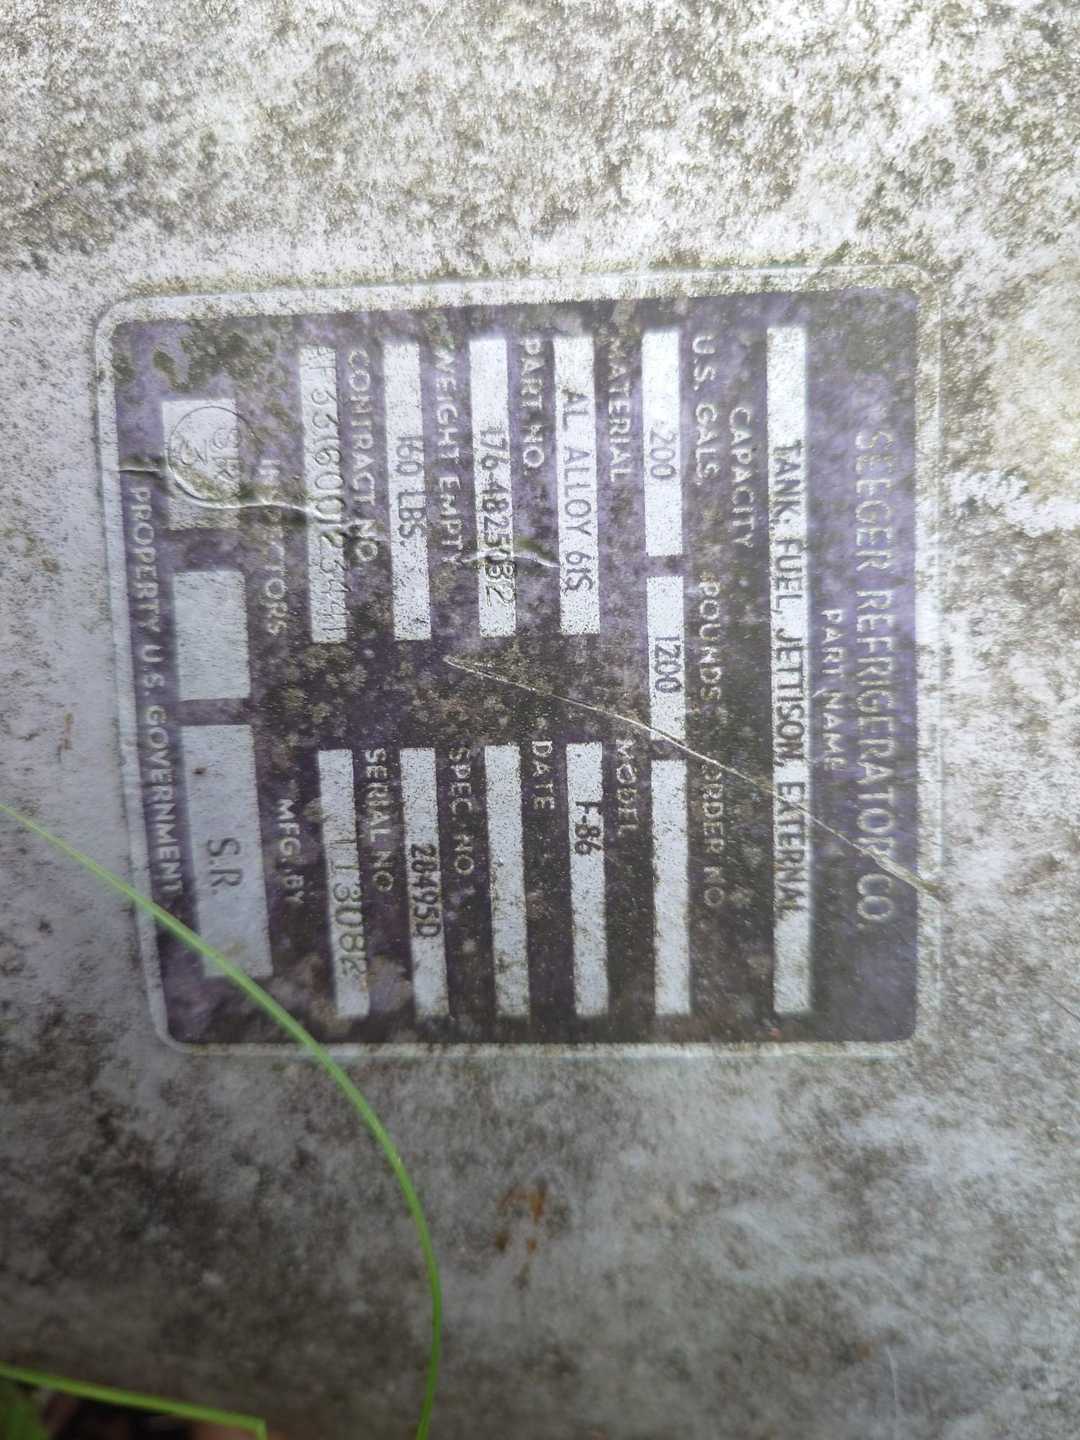 SEEGER REFRIGERATOR CO.
PART NAME
TANK, FUEL, JETTISON, EXTERNAL
CAPACITY
U.S. GALS. POUNDS ORDER NO.
200 1200
MATERIAL MODEL
AL ALLOY 61S F-86
PART NO. DATE
176-4825032
WEIGHT EMPTY SPEC NO.
160 LBS 28495D
CONTRACT NO. SERIAL NO.
INSPECTORS MFG. BY
S.R
PROPERTY U.S. GOVERNMENT